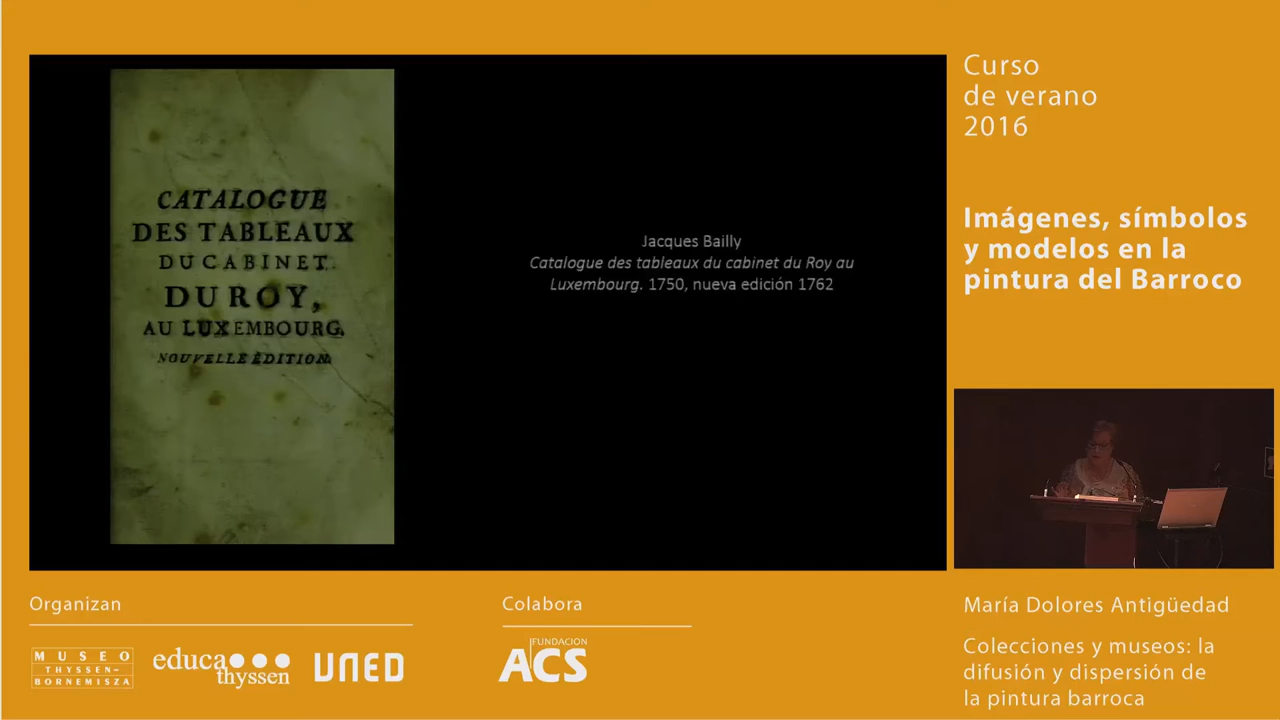 CATALOGUE
DES TABLEAUX
DU CABINET
DU ROY,
AU LUXEMBOURG.
NOUVELLE ÉDITION.
Jacques Bailly
Catalogue des tableaux du cabinet du Roy au
Luxembourg. 1750, nueva edición 1762
Curso
de verano
2016
Imágenes, símbolos
y modelos en la
pintura del Barroco
Organizan
MUSEO
THYSSEN-
BORNEMISZA
educa
thyssen
UNED
Colabora
FUNDACION
ACS
María Dolores Antigüedad
Colecciones y museos: la
difusión y dispersión de
la pintura barroca